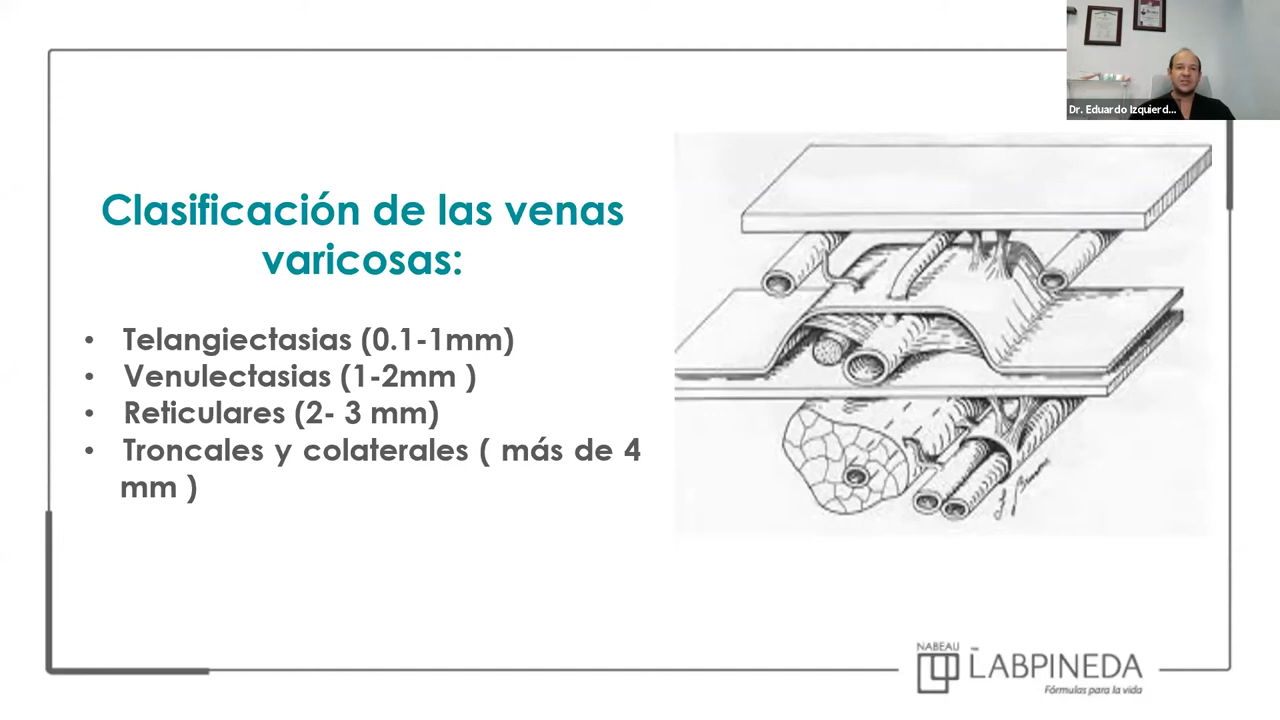 Dr. Eduardo Izquierd...
Clasificación de las venas
varicosas:
• Telangiectasias (0.1-1mm)
• Venulectasias (1-2mm )
• Reticulares (2- 3 mm)
• Troncales y colaterales ( más de 4
mm )
NABEAU
LABPINEDA
Fórmulas para la vida